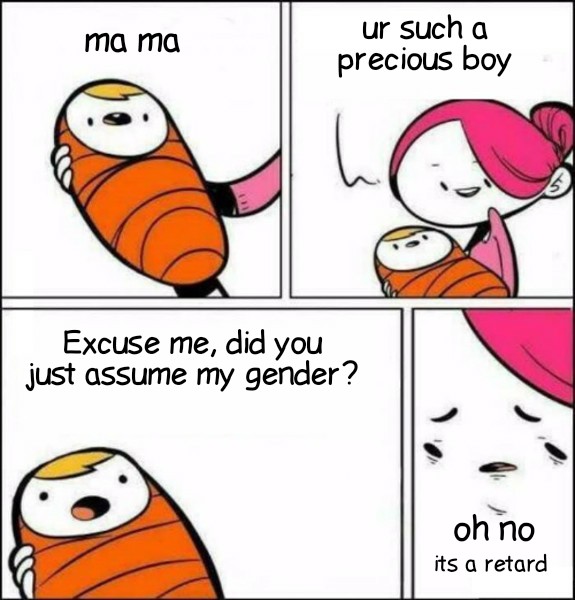 ma ma
ur such a
precious boy
Excuse me, did you
just assume my gender?
oh no
its a retard